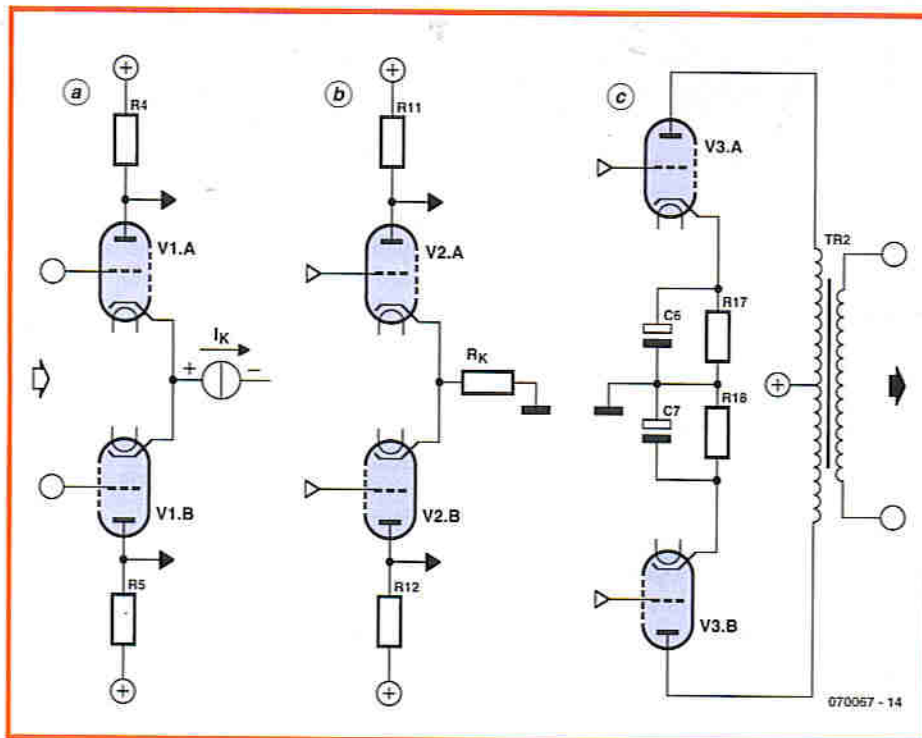 a
R4
V1.A
IK
+
−
V1.B
R5
b
R11
V2.A
RK
V2.B
R12
c
V3.A
TR2
C6
R17
C7
R18
V3.B
070067 - 14